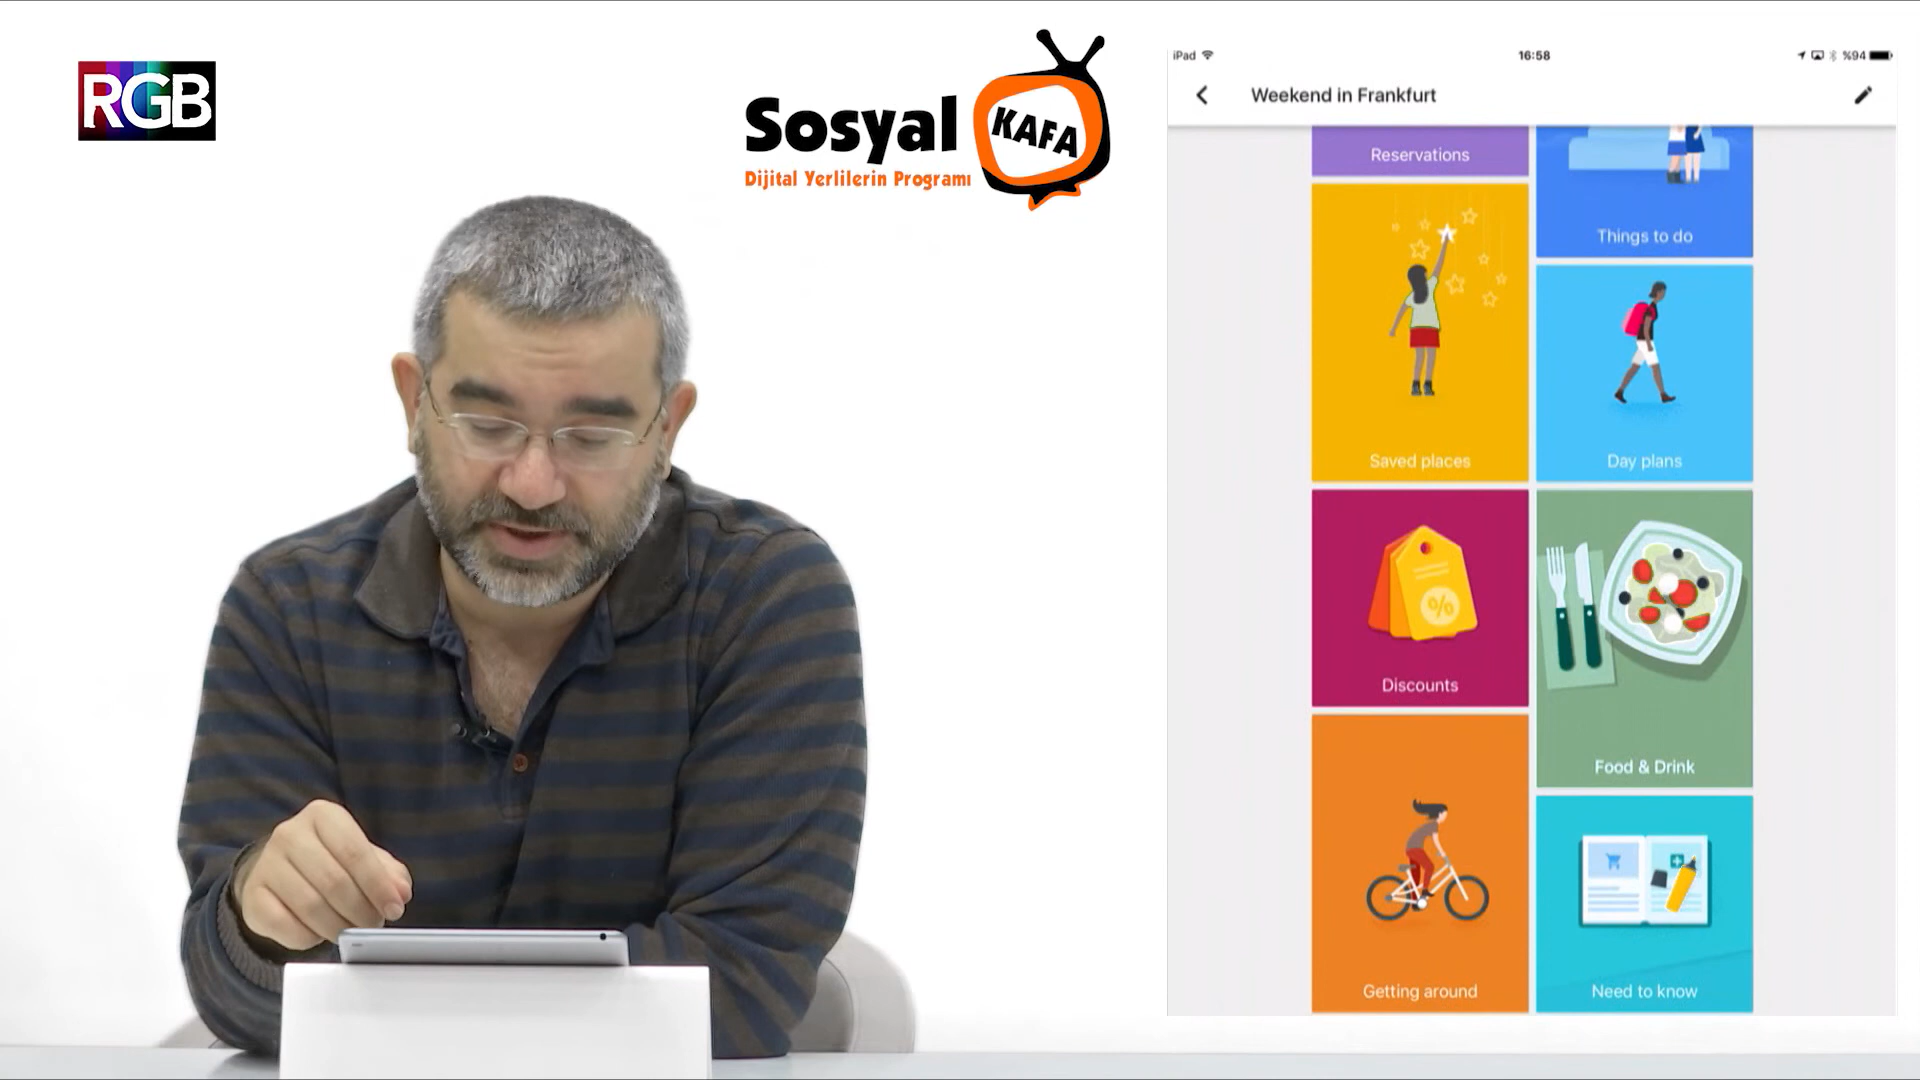 RGB
Sosyal
KAFA
Dijital Yerlilerin Programı
iPad
16:58
%94
Weekend in Frankfurt
Reservations
Things to do
Saved places
Day plans
%
Discounts
Food & Drink
Getting around
Need to know